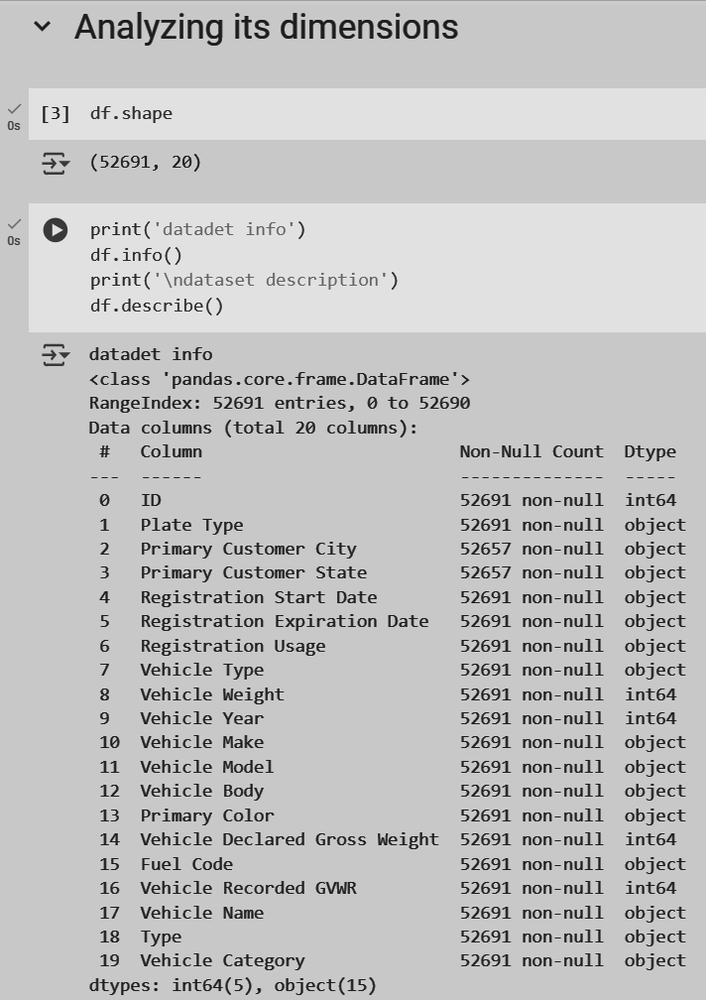 Analyzing its dimensions
[3] df.shape
0s
(52691, 20)
print('datadet info')
0s
df.info()
print('\ndataset description')
df.describe()
datadet info
<class 'pandas.core.frame.DataFrame'>
RangeIndex: 52691 entries, 0 to 52690
Data columns (total 20 columns):
 #   Column                         Non-Null Count  Dtype
---  ------                         --------------  -----
 0   ID                             52691 non-null  int64
 1   Plate Type                     52691 non-null  object
 2   Primary Customer City          52657 non-null  object
 3   Primary Customer State         52657 non-null  object
 4   Registration Start Date        52691 non-null  object
 5   Registration Expiration Date   52691 non-null  object
 6   Registration Usage             52691 non-null  object
 7   Vehicle Type                   52691 non-null  object
 8   Vehicle Weight                 52691 non-null  int64
 9   Vehicle Year                   52691 non-null  int64
 10  Vehicle Make                   52691 non-null  object
 11  Vehicle Model                  52691 non-null  object
 12  Vehicle Body                   52691 non-null  object
 13  Primary Color                  52691 non-null  object
 14  Vehicle Declared Gross Weight  52691 non-null  int64
 15  Fuel Code                      52691 non-null  object
 16  Vehicle Recorded GVWR          52691 non-null  int64
 17  Vehicle Name                   52691 non-null  object
 18  Type                           52691 non-null  object
 19  Vehicle Category               52691 non-null  object
dtypes: int64(5), object(15)